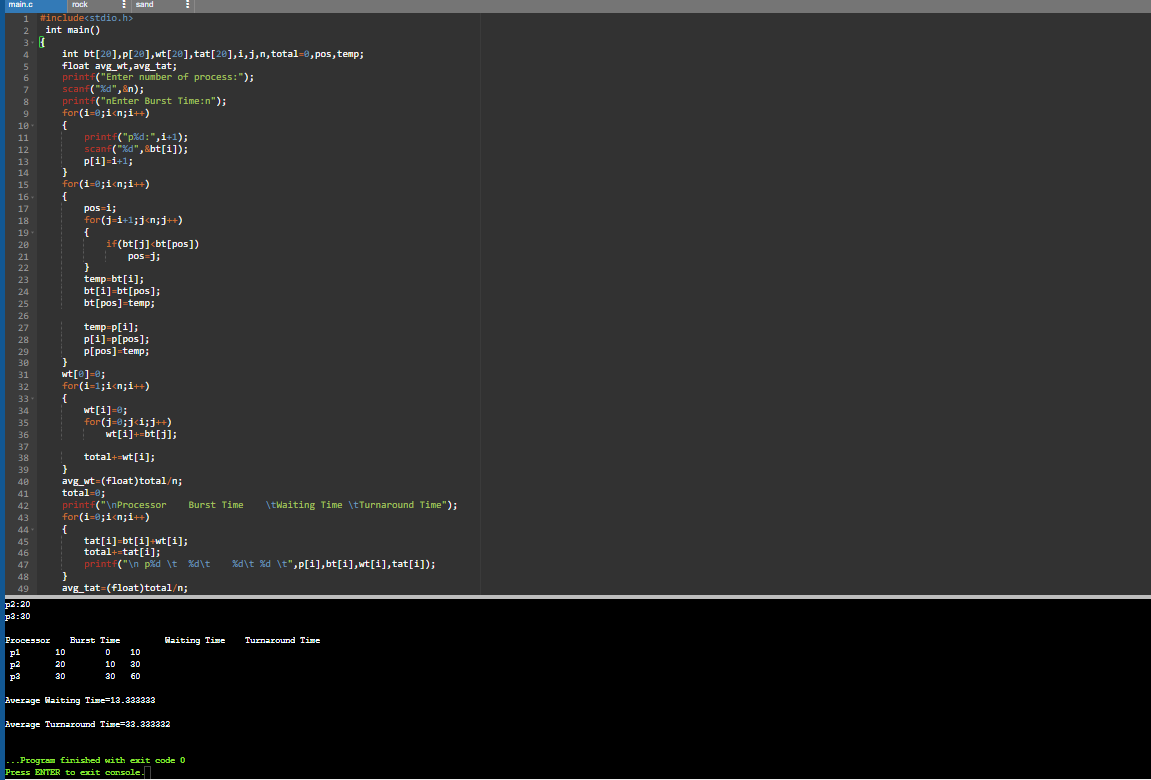 main.c rock sand
1 #include<stdio.h>
2 int main()
3 {
4 int bt[20],p[20],wt[20],tat[20],i,j,n,total=0,pos,temp;
5 float avg_wt,avg_tat;
6 printf("Enter number of process:");
7 scanf("%d",&n);
8 printf("nEnter Burst Time:n");
9 for(i=0;i<n;i++)
10 {
11 printf("p%d:",i+1);
12 scanf("%d",&bt[i]);
13 p[i]=i+1;
14 }
15 for(i=0;i<n;i++)
16 {
17 pos=i;
18 for(j=i+1;j<n;j++)
19 {
20 if(bt[j]<bt[pos])
21 pos=j;
22 }
23 temp=bt[i];
24 bt[i]=bt[pos];
25 bt[pos]=temp;
26
27 temp=p[i];
28 p[i]=p[pos];
29 p[pos]=temp;
30 }
31 wt[0]=0;
32 for(i=1;i<n;i++)
33 {
34 wt[i]=0;
35 for(j=0;j<i;j++)
36 wt[i]+=bt[j];
37
38 total+=wt[i];
39 }
40 avg_wt=(float)total/n;
41 total=0;
42 printf("\nProcessor    Burst Time    \tWaiting Time \tTurnaround Time");
43 for(i=0;i<n;i++)
44 {
45 tat[i]=bt[i]+wt[i];
46 total+=tat[i];
47 printf("\n p%d \t  %d\t    %d\t %d \t",p[i],bt[i],wt[i],tat[i]);
48 }
49 avg_tat=(float)total/n;
p2:20
p3:30
Processor Burst Time Waiting Time Turnaround Time
p1 10 0 10
p2 20 10 30
p3 30 30 60
Average Waiting Time=13.333333
Average Turnaround Time=33.333332
...Program finished with exit code 0
Press ENTER to exit console.